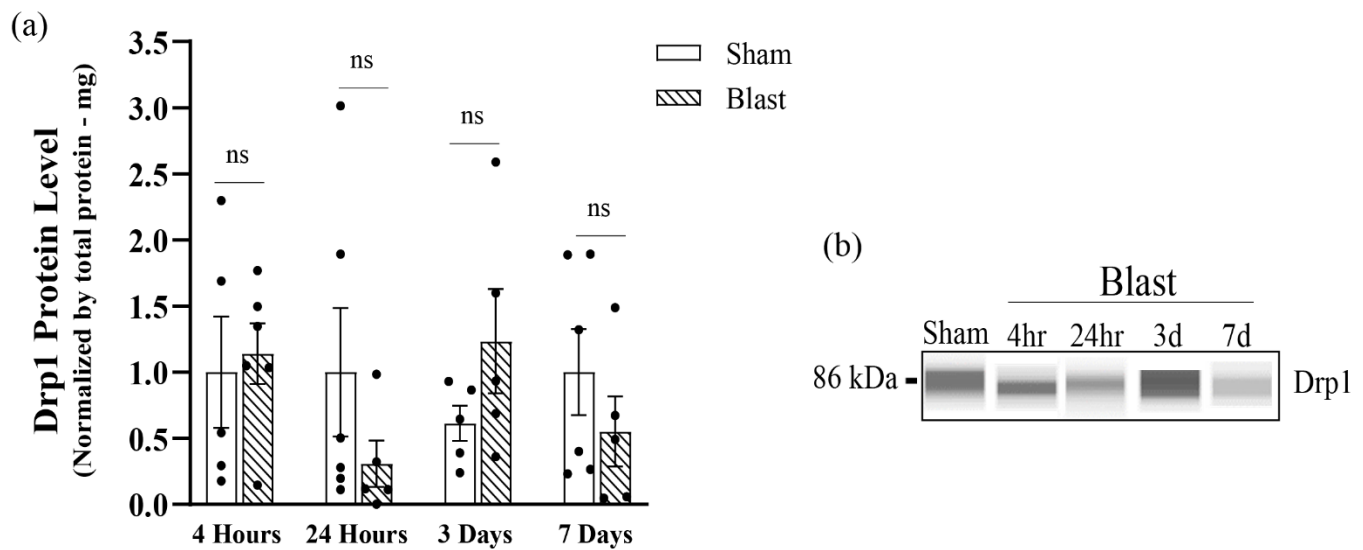 (a)
Drp1 Protein Level
(Normalized by total protein - mg)
3.5
3.0
2.5
2.0
1.5
1.0
0.5
0.0
ns
ns
ns
ns
4 Hours
24 Hours
3 Days
7 Days
Sham
Blast
(b)
Blast
Sham 4hr 24hr 3d 7d
86 kDa
Drp1